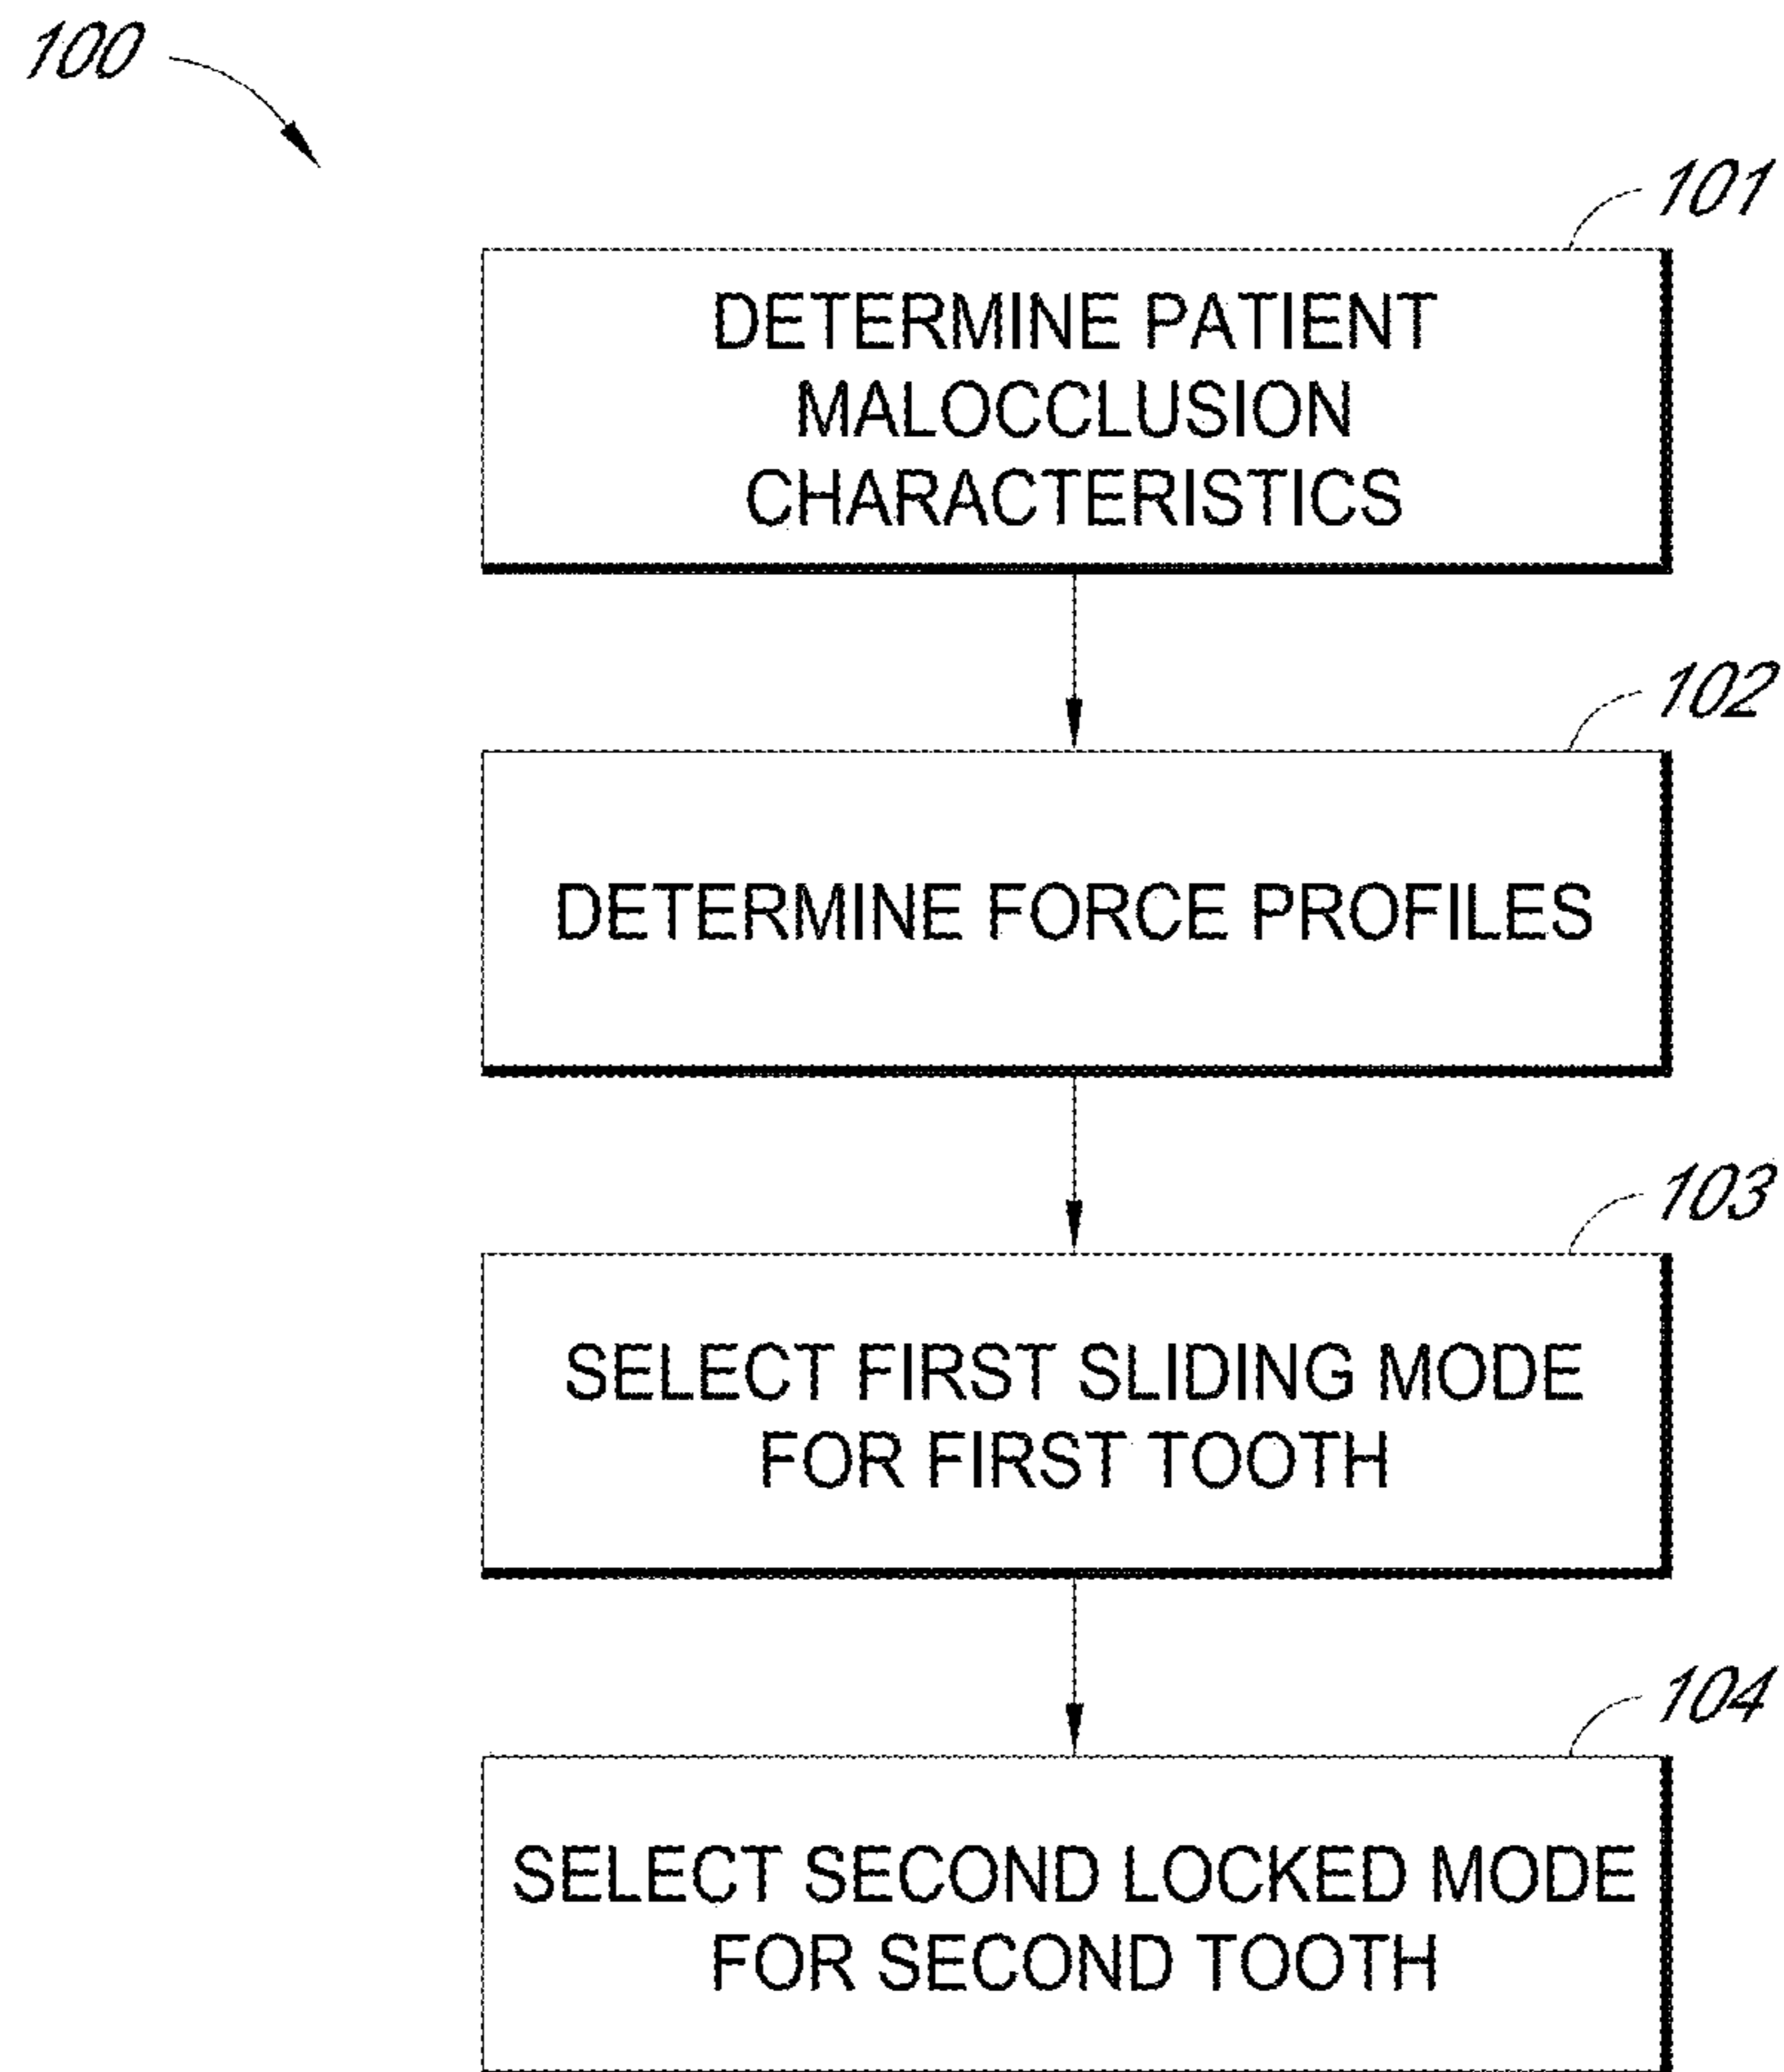 100
101
DETERMINE PATIENT
MALOCCLUSION
CHARACTERISTICS
102
DETERMINE FORCE PROFILES
103
SELECT FIRST SLIDING MODE
FOR FIRST TOOTH
104
SELECT SECOND LOCKED MODE
FOR SECOND TOOTH